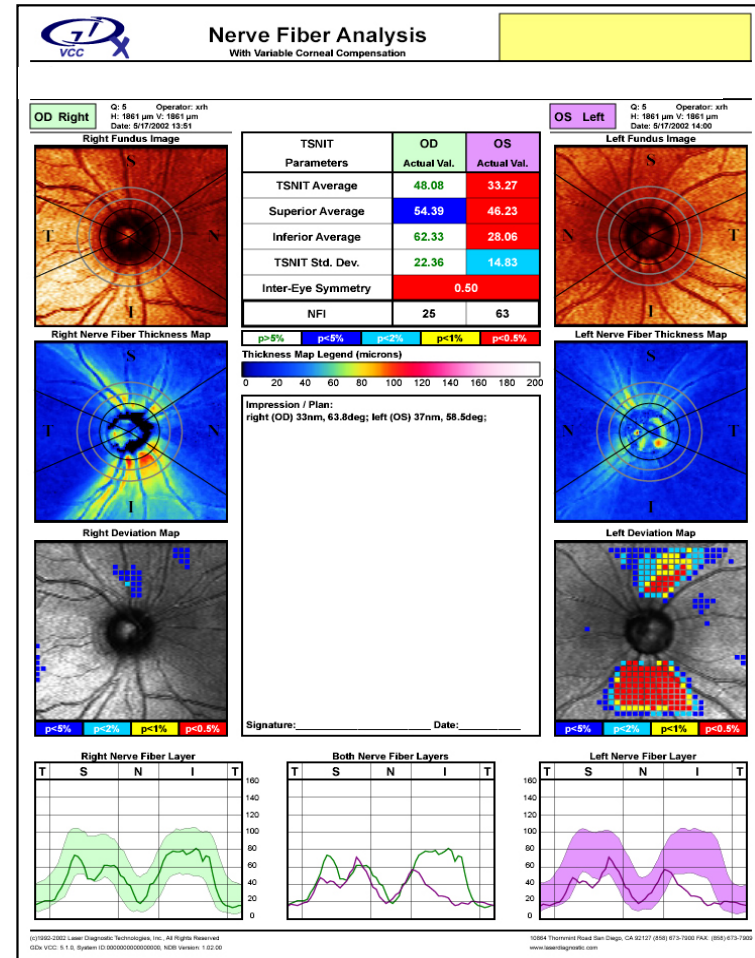 VCC
Nerve Fiber Analysis
With Variable Corneal Compensation
OD Right
Q: 5 Operator: xrh
H: 1861 µm V: 1861 µm
Date: 5/17/2002 13:51
OS Left
Q: 5 Operator: xrh
H: 1861 µm V: 1861 µm
Date: 5/17/2002 14:00
Right Fundus Image
S
T N
I
TSNIT Parameters OD Actual Val. OS Actual Val.
TSNIT Average 48.08 33.27
Superior Average 54.39 46.23
Inferior Average 62.33 28.06
TSNIT Std. Dev. 22.36 14.83
Inter-Eye Symmetry 0.50
NFI 25 63
p>5% p<5% p<2% p<1% p<0.5%
Left Fundus Image
S
N T
I
Right Nerve Fiber Thickness Map
S
T N
I
Thickness Map Legend (microns)
0 20 40 60 80 100 120 140 160 180 200
Impression / Plan:
right (OD) 33nm, 63.8deg; left (OS) 37nm, 58.5deg;
Signature: Date:
Left Nerve Fiber Thickness Map
S
N T
I
Right Deviation Map
p<5% p<2% p<1% p<0.5%
Left Deviation Map
p<5% p<2% p<1% p<0.5%
Right Nerve Fiber Layer
T S N I T
160
140
120
100
80
60
40
20
0
Both Nerve Fiber Layers
T S N I T
Left Nerve Fiber Layer
T S N I T
160
140
120
100
80
60
40
20
0
(c)1992-2002 Laser Diagnostic Technologies, Inc., All Rights Reserved
GDx VCC: 5.1.0, System ID:0000000000000000, NDB Version: 1.02.00
10864 Thornmint Road San Diego, CA 92127 (858) 673-7900 FAX: (858) 673-7909
www.laserdiagnostic.com